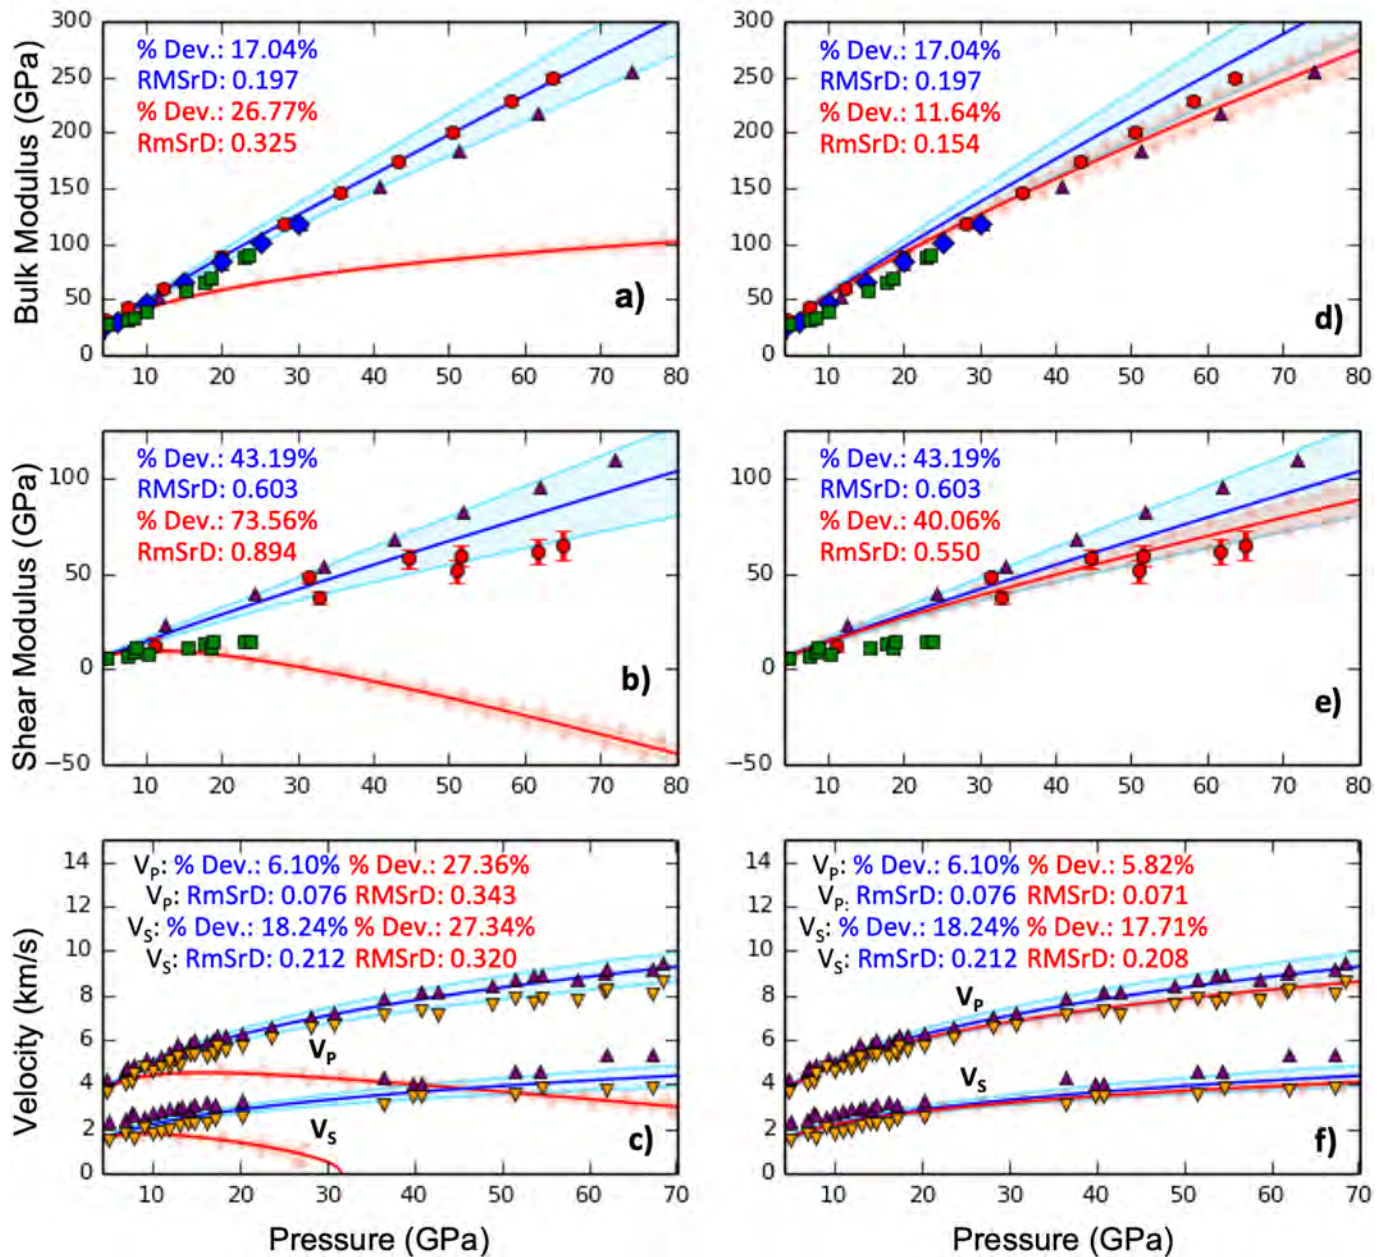 300
250
200
150
100
50
0
Bulk Modulus (GPa)
% Dev.: 17.04%
RMSrD: 0.197
% Dev.: 26.77%
RmSrD: 0.325
a)
10 20 30 40 50 60 70 80
300
250
200
150
100
50
0
% Dev.: 17.04%
RMSrD: 0.197
% Dev.: 11.64%
RmSrD: 0.154
d)
10 20 30 40 50 60 70 80
100
50
0
−50
Shear Modulus (GPa)
% Dev.: 43.19%
RMSrD: 0.603
% Dev.: 73.56%
RmSrD: 0.894
b)
10 20 30 40 50 60 70 80
100
50
0
−50
% Dev.: 43.19%
RMSrD: 0.603
% Dev.: 40.06%
RmSrD: 0.550
e)
10 20 30 40 50 60 70 80
14
12
10
8
6
4
2
0
Velocity (km/s)
VP: % Dev.: 6.10% % Dev.: 27.36%
VP: RmSrD: 0.076 RMSrD: 0.343
VS: % Dev.: 18.24% % Dev.: 27.34%
VS: RmSrD: 0.212 RMSrD: 0.320
VP
VS
c)
10 20 30 40 50 60 70
Pressure (GPa)
14
12
10
8
6
4
2
0
VP: % Dev.: 6.10% % Dev.: 5.82%
VP: RmSrD: 0.076 RMSrD: 0.071
VS: % Dev.: 18.24% % Dev.: 17.71%
VS: RmSrD: 0.212 RMSrD: 0.208
VP
VS
f)
10 20 30 40 50 60 70
Pressure (GPa)